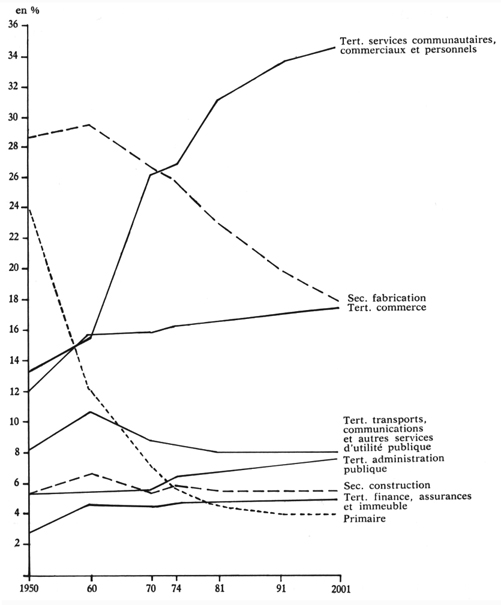 en %
36
34
32
30
28
26
24
22
20
18
16
14
12
10
8
6
4
2
Tert. services communautaires,
commerciaux et personnels
Sec. fabrication
Tert. commerce
Tert. transports,
communications
et autres services
d'utilité publique
Tert. administration
publique
Sec. construction
Tert. finance, assurances
et immeuble
Primaire
1950 60 70 74 81 91 2001